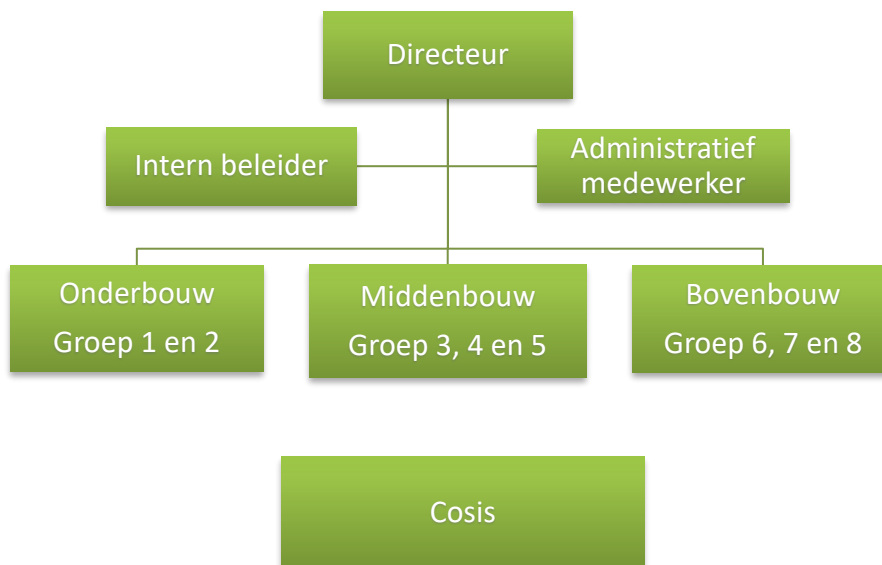 Directeur
Intern beleider
Administratief
medewerker
Onderbouw
Groep 1 en 2
Middenbouw
Groep 3, 4 en 5
Bovenbouw
Groep 6, 7 en 8
Cosis